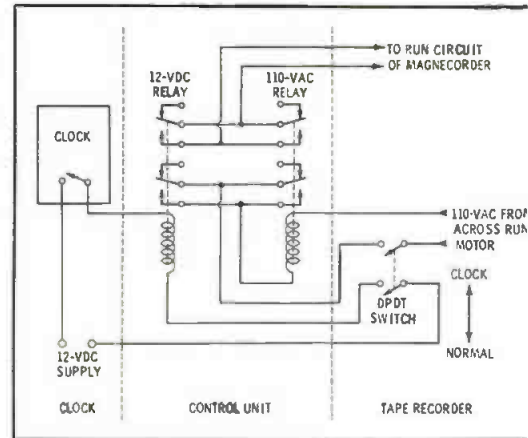 TO RUN CIRCUIT
OF MAGNECORDER
12-VDC
RELAY
110-VAC
RELAY
CLOCK
110-VAC FROM
ACROSS RUN
MOTOR
CLOCK
DPDT
SWITCH
NORMAL
12-VDC
SUPPLY
CLOCK
CONTROL UNIT
TAPE RECORDER